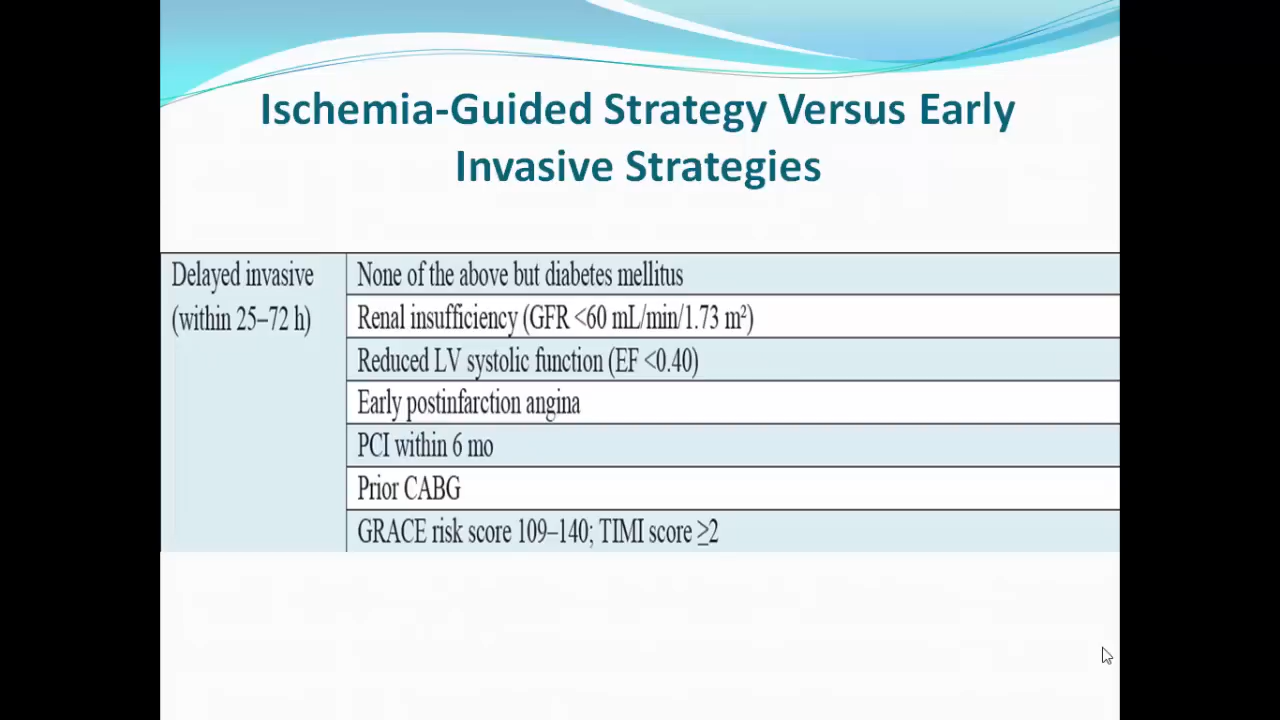 Ischemia-Guided Strategy Versus Early
Invasive Strategies
Delayed invasive
(within 25–72 h)
None of the above but diabetes mellitus
Renal insufficiency (GFR <60 mL/min/1.73 m²)
Reduced LV systolic function (EF <0.40)
Early postinfarction angina
PCI within 6 mo
Prior CABG
GRACE risk score 109–140; TIMI score ≥2